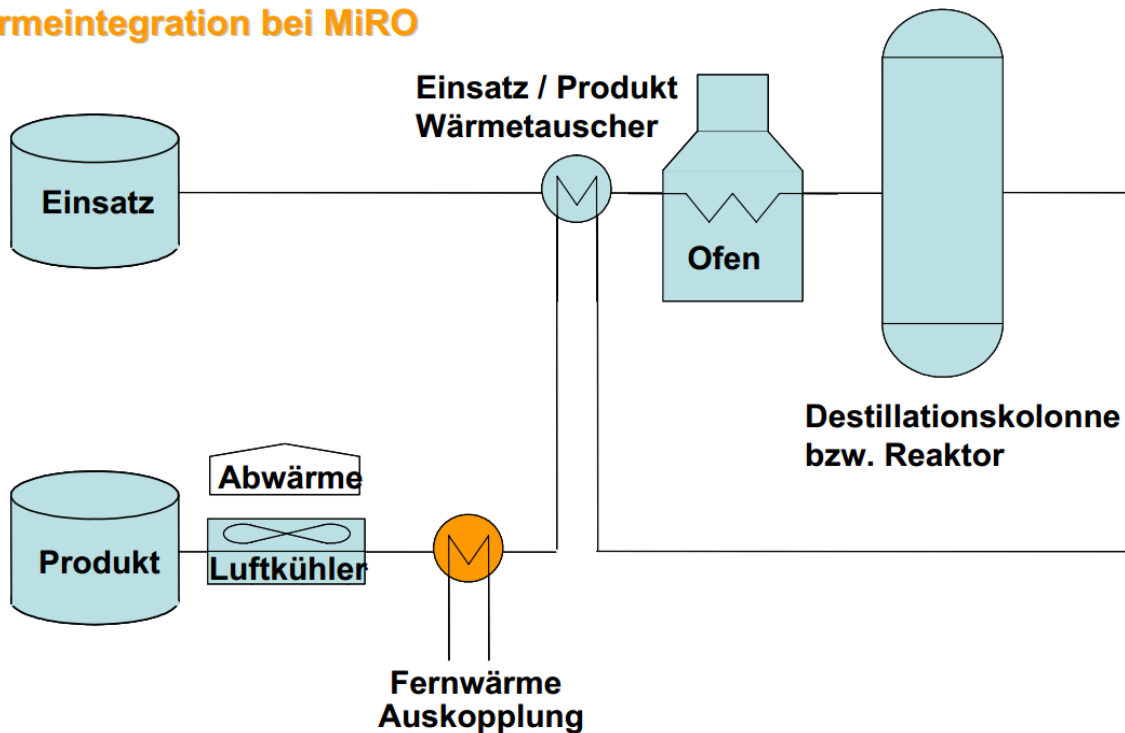 rmeintegration bei MiRO
Einsatz / Produkt
Wärmetauscher
Einsatz
Ofen
Destillationskolonne
bzw. Reaktor
Abwärme
Produkt
Luftkühler
Fernwärme
Auskopplung